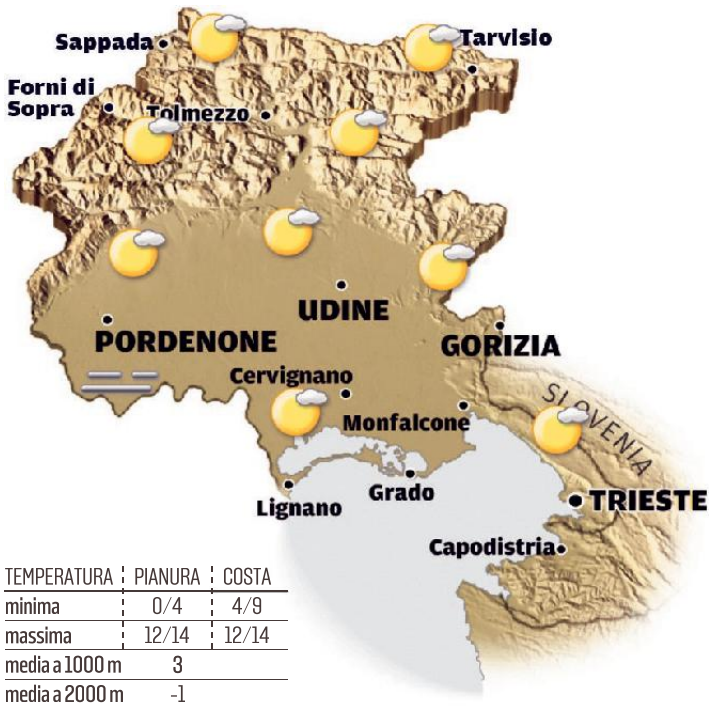 Sappada
Tarvisio
Forni di
Sopra
Tolmezzo
UDINE
PORDENONE
GORIZIA
Cervignano
SLOVENIA
Monfalcone
Lignano
Grado
TRIESTE
Capodistria
TEMPERATURA PIANURA COSTA
minima 0/4 4/9
massima 12/14 12/14
media a 1000 m 3
media a 2000 m -1